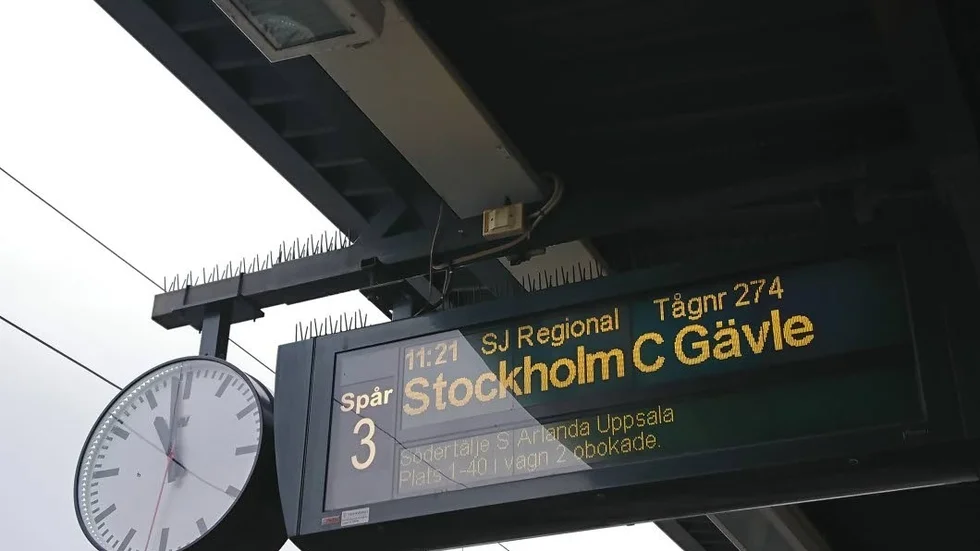 11:21 SJ Regional Tågnr 274
Spår
3
Stockholm C Gävle
Södertälje S Arlanda Uppsala
Plats 1-40 i vagn 2 obokade.